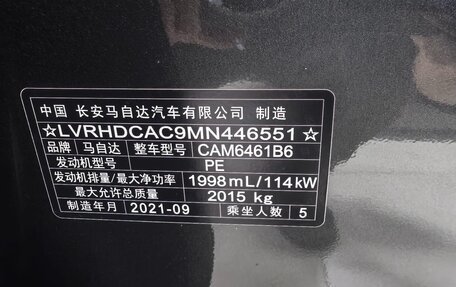 中国 长安马自达汽车有限公司 制造
☆LVRHDCAC9MN446551☆
品牌 马自达 整车型号 CAM6461B6
发动机型号 PE
发动机排量/最大净功率 1998mL/114kW
最大允许总质量 2015 kg
制造年月 2021-09 乘坐人数 5